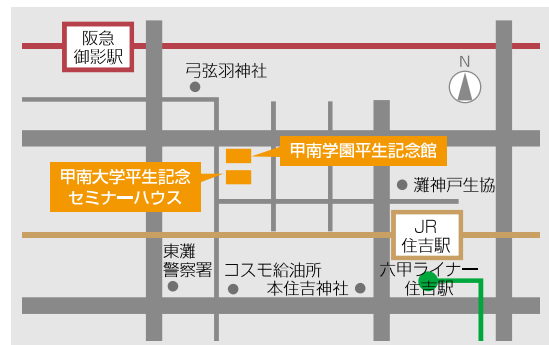 阪急
御影駅
弓弦羽神社
N
甲南学園平生記念館
甲南大学平生記念
セミナーハウス
灘神戸生協
JR
住吉駅
東灘
警察署
コスモ給油所
本住吉神社
六甲ライナー
住吉駅